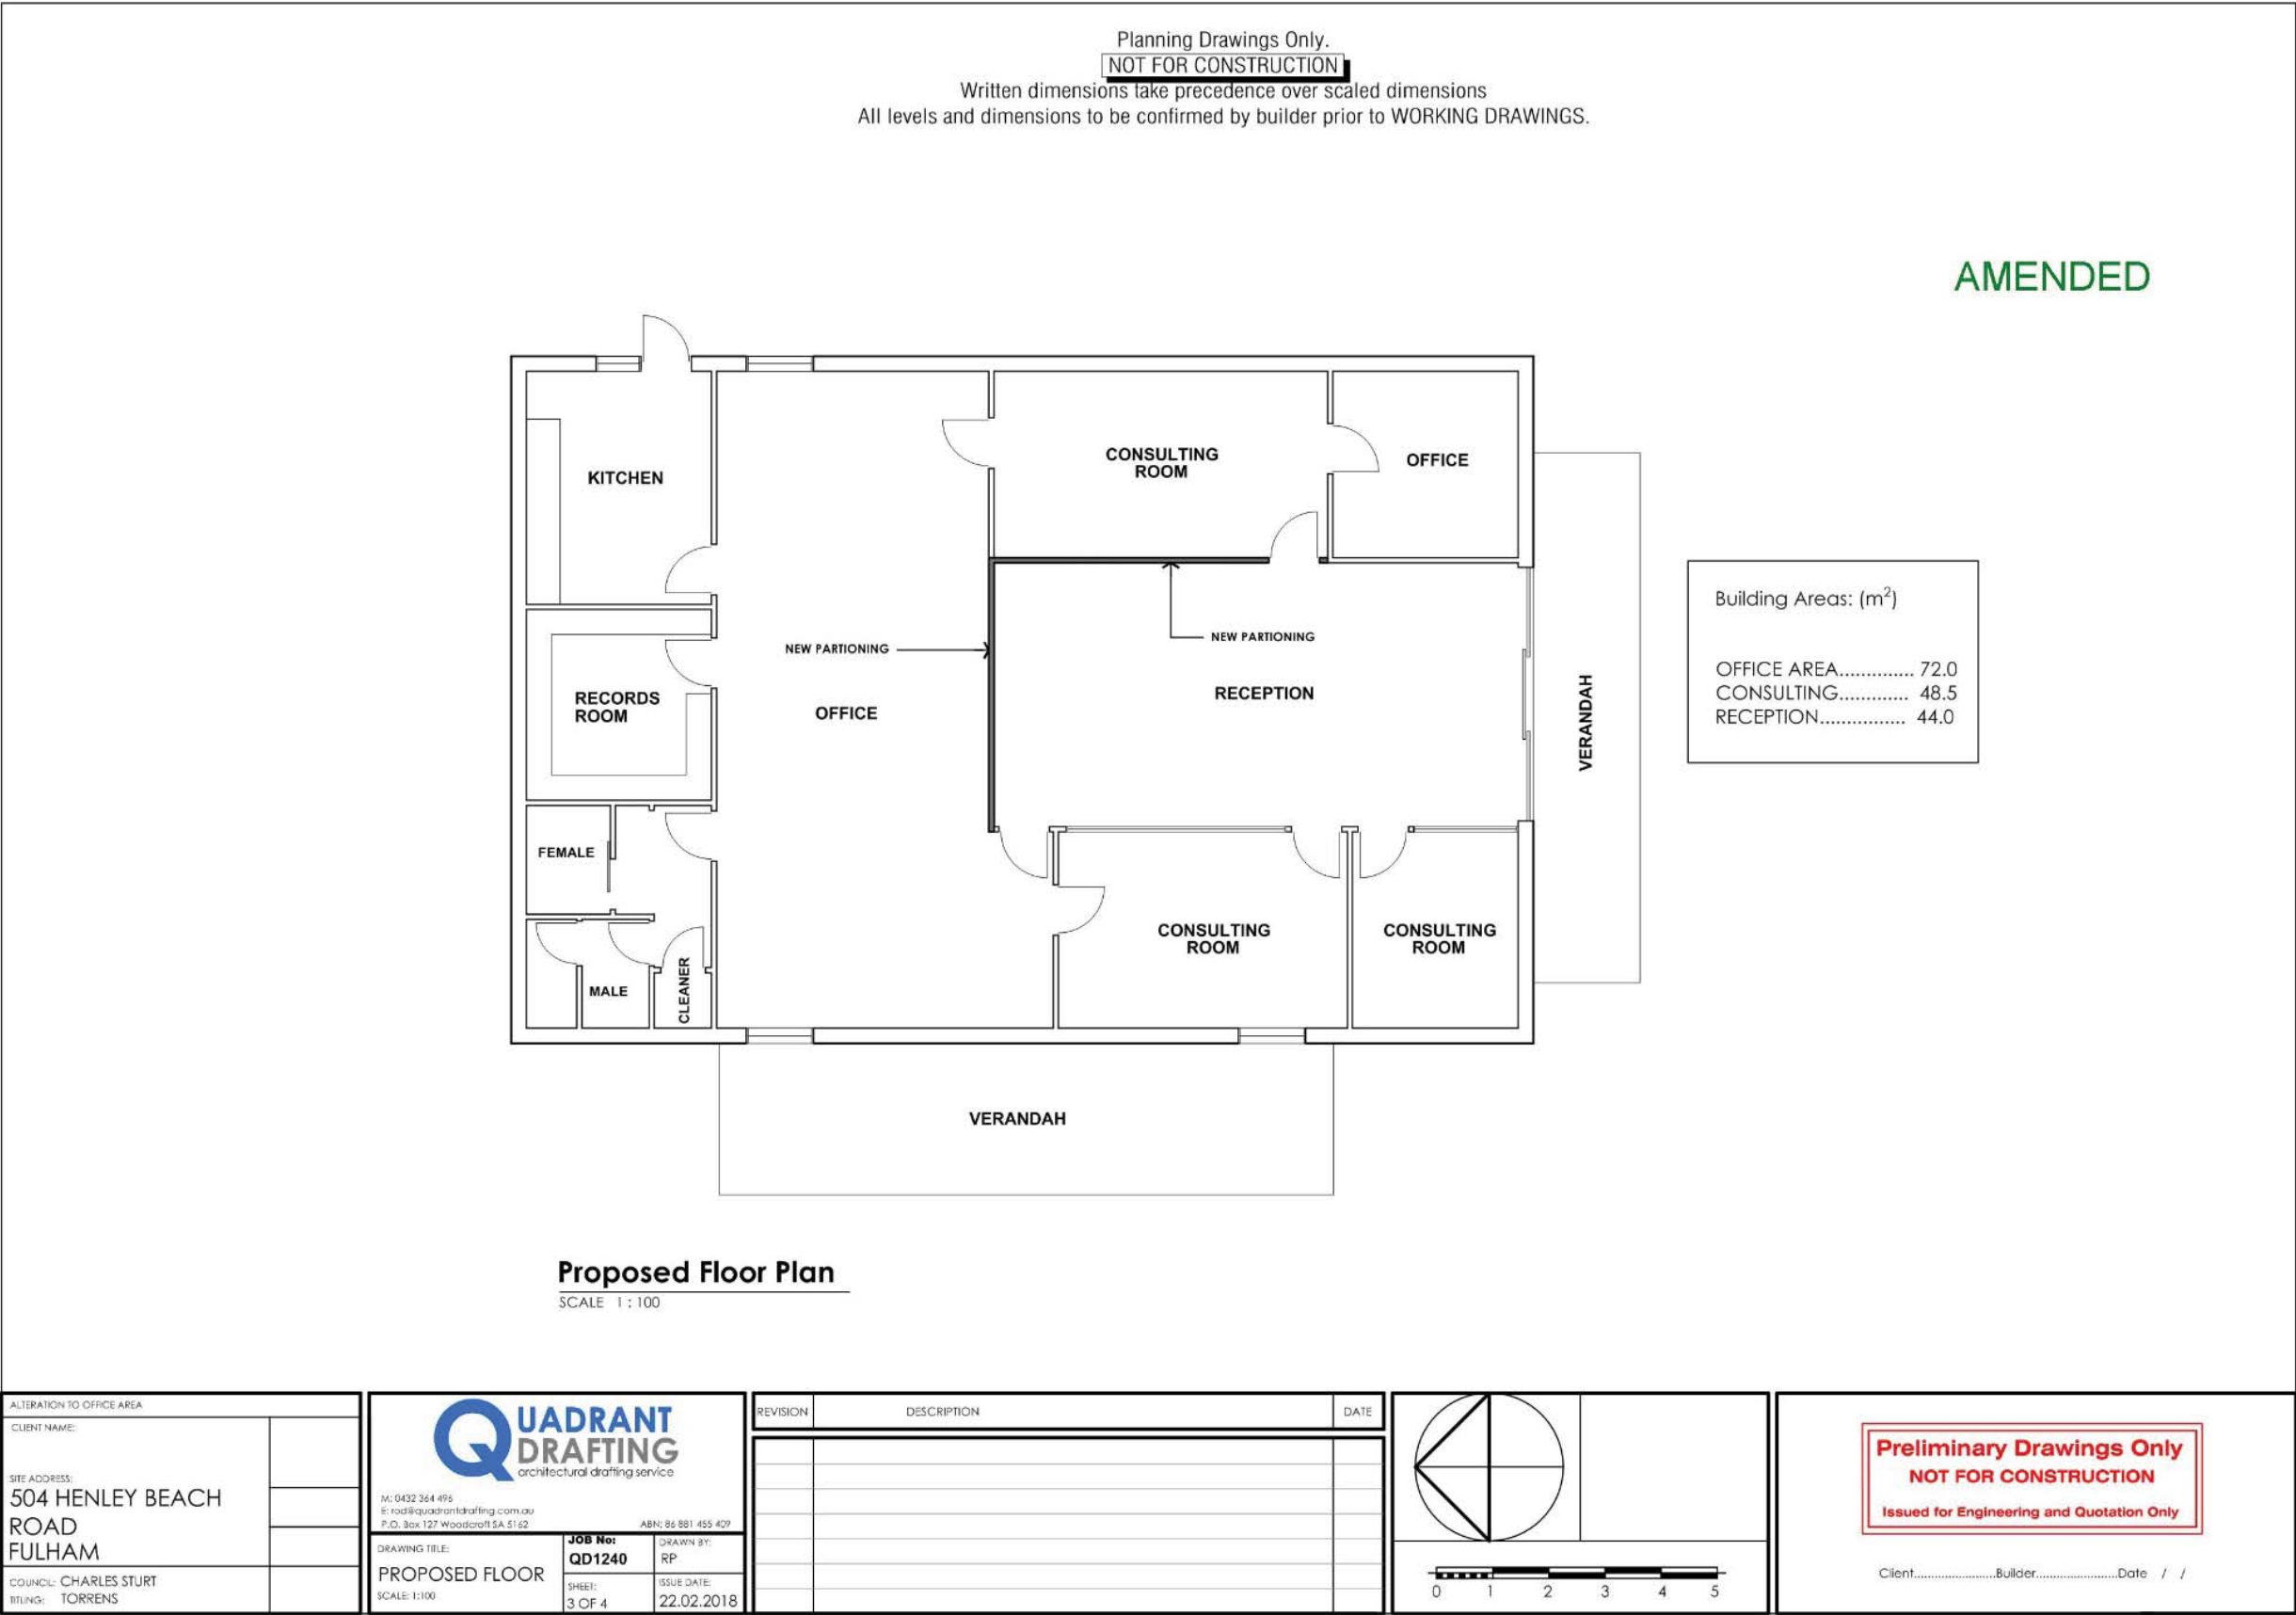 Planning Drawings Only.
NOT FOR CONSTRUCTION
Written dimensions take precedence over scaled dimensions
All levels and dimensions to be confirmed by builder prior to WORKING DRAWINGS.
AMENDED
KITCHEN
CONSULTING
ROOM
OFFICE
NEW PARTIONING
NEW PARTIONING
RECORDS
ROOM
OFFICE
RECEPTION
VERANDAH
Building Areas: (m²)
OFFICE AREA.............. 72.0
CONSULTING............. 48.5
RECEPTION................ 44.0
FEMALE
MALE
CLEANER
CONSULTING
ROOM
CONSULTING
ROOM
VERANDAH
Proposed Floor Plan
SCALE 1 : 100
ALTERATION TO OFFICE AREA
CLIENT NAME:
SITE ADDRESS:
504 HENLEY BEACH
ROAD
FULHAM
COUNCIL: CHARLES STURT
TITLING: TORRENS
QUADRANT
DRAFTING
architectural drafting service
M: 0432 364 496
E: rod@quadrantdrafting.com.au
P.O. Box 127 Woodcroft SA 5162
ABN: 86 881 455 409
DRAWING TITLE:
PROPOSED FLOOR
SCALE: 1:100
JOB No:
QD1240
DRAWN BY:
RP
SHEET:
3 OF 4
ISSUE DATE:
22.02.2018
REVISION
DESCRIPTION
DATE
0 1 2 3 4 5
Preliminary Drawings Only
NOT FOR CONSTRUCTION
Issued for Engineering and Quotation Only
Client........................Builder........................Date / /